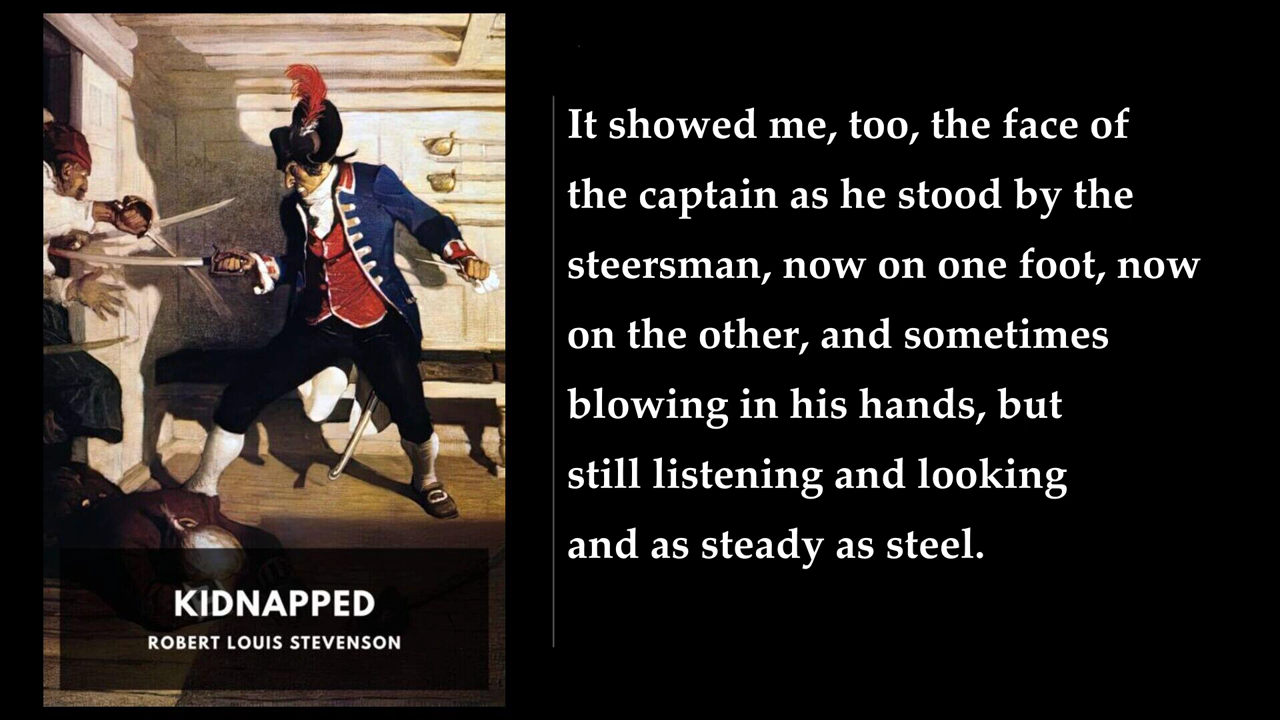 KIDNAPPED
ROBERT LOUIS STEVENSON
It showed me, too, the face of
the captain as he stood by the
steersman, now on one foot, now
on the other, and sometimes
blowing in his hands, but
still listening and looking
and as steady as steel.